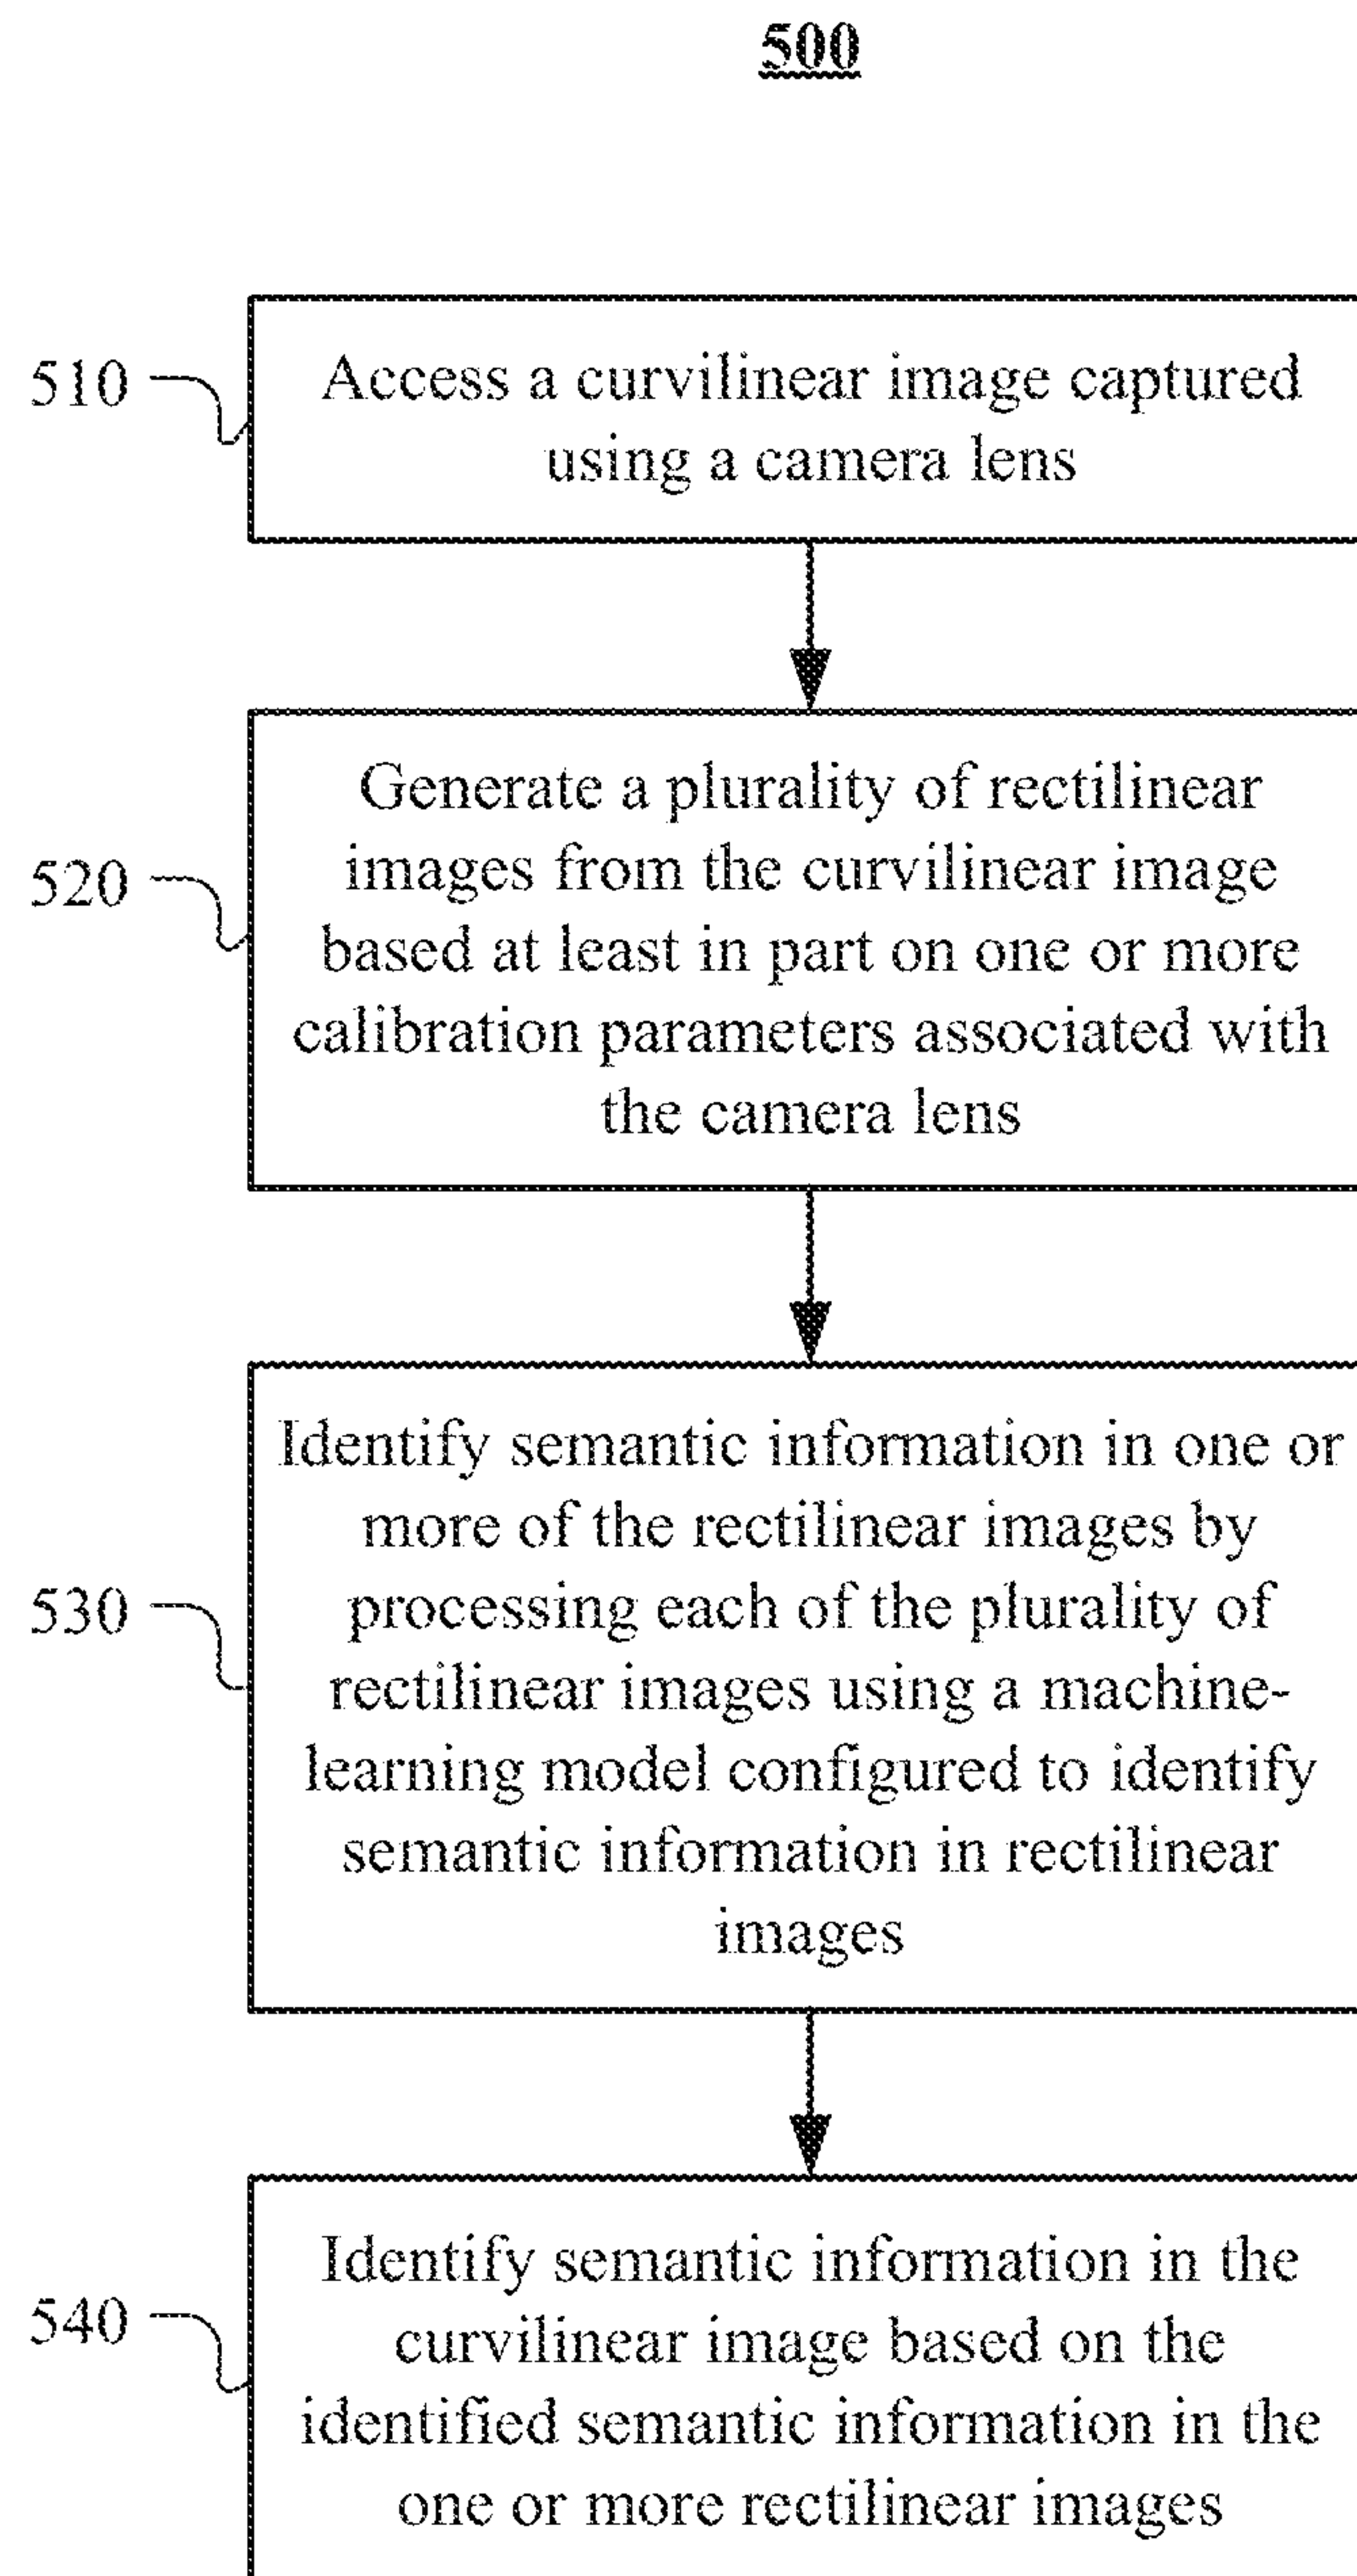 500
510
Access a curvilinear image captured
using a camera lens
520
Generate a plurality of rectilinear
images from the curvilinear image
based at least in part on one or more
calibration parameters associated with
the camera lens
530
Identify semantic information in one or
more of the rectilinear images by
processing each of the plurality of
rectilinear images using a machine-
learning model configured to identify
semantic information in rectilinear
images
540
Identify semantic information in the
curvilinear image based on the
identified semantic information in the
one or more rectilinear images